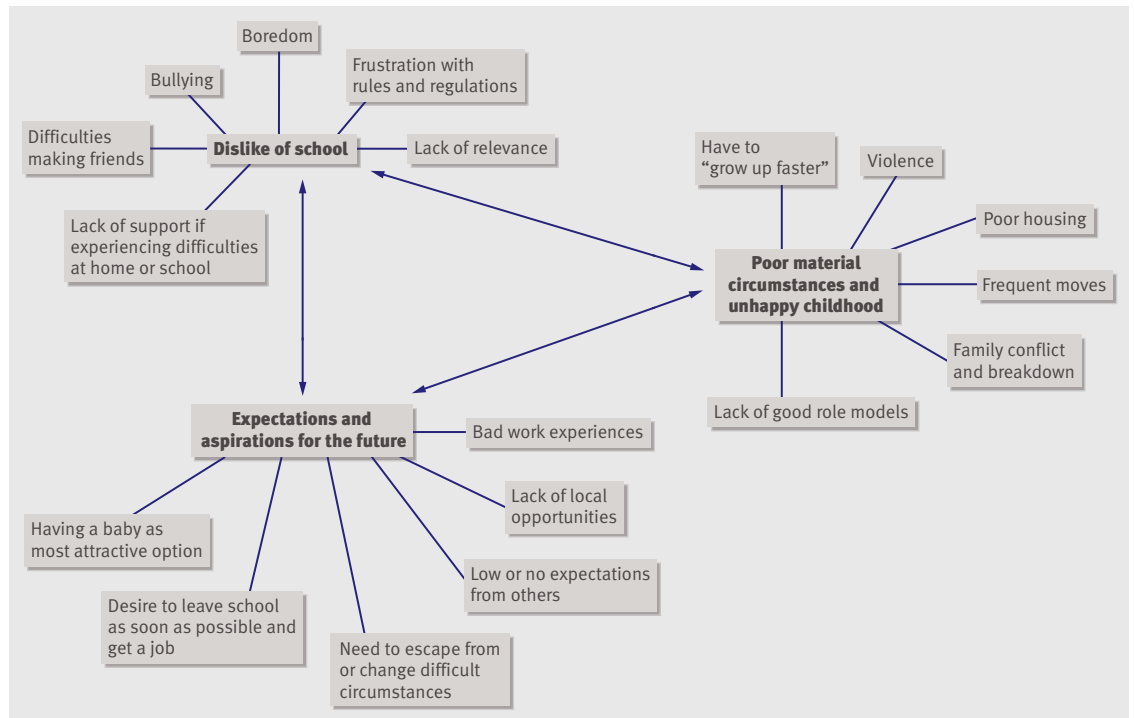 Boredom
Bullying
Frustration with
rules and regulations
Difficulties
making friends
Dislike of school
Lack of relevance
Lack of support if
experiencing difficulties
at home or school
Have to
“grow up faster”
Violence
Poor housing
Poor material
circumstances and
unhappy childhood
Frequent moves
Family conflict
and breakdown
Lack of good role models
Expectations and
aspirations for the future
Bad work experiences
Lack of local
opportunities
Having a baby as
most attractive option
Low or no expectations
from others
Desire to leave school
as soon as possible and
get a job
Need to escape from
or change difficult
circumstances